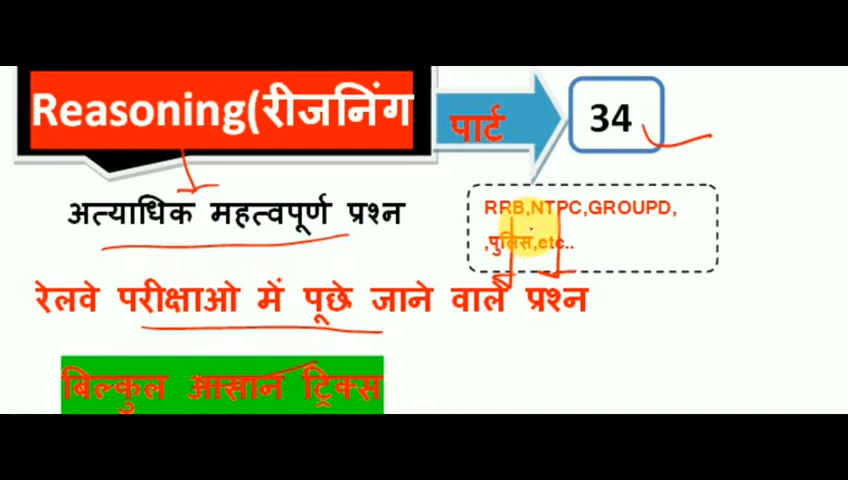 Reasoning(रीजनिंग
पार्ट
34
अत्याधिक महत्वपूर्ण प्रश्न
RRB,NTPC,GROUPD,
,पुलिस,etc..
रेलवे परीक्षाओ में पूछे जाने वाले प्रश्न
बिल्कुल आसान ट्रिक्स